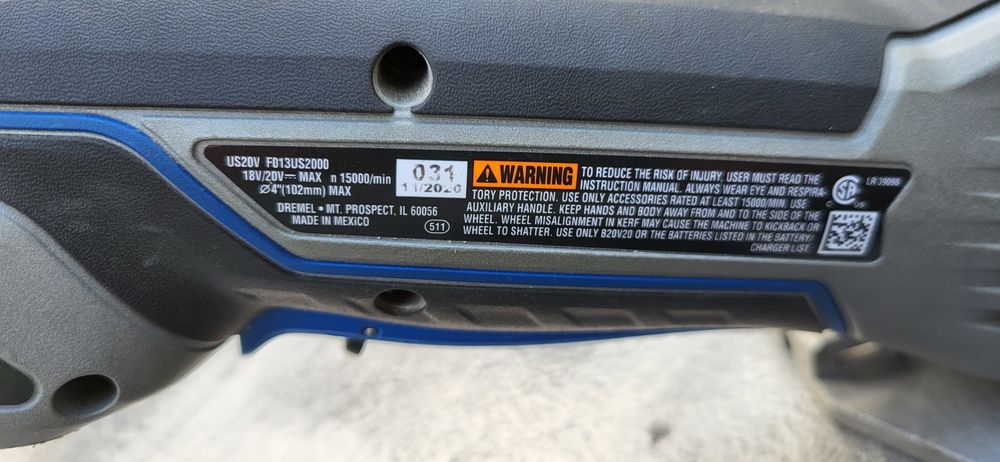 US20V F013US2000
18V/20V⎓ MAX n 15000/min
Ø4"(102mm) MAX
DREMEL • MT. PROSPECT, IL 60056
MADE IN MEXICO
511
031
11/2020
WARNING
TO REDUCE THE RISK OF INJURY, USER MUST READ THE
INSTRUCTION MANUAL. ALWAYS WEAR EYE AND RESPIRA-
TORY PROTECTION. USE ONLY ACCESSORIES RATED AT LEAST 15000/MIN. USE
AUXILIARY HANDLE. KEEP HANDS AND BODY AWAY FROM AND TO THE SIDE OF THE
WHEEL. WHEEL MISALIGNMENT IN KERF MAY CAUSE THE MACHINE TO KICKBACK OR
WHEEL TO SHATTER. USE ONLY B20V20 OR THE BATTERIES LISTED IN THE BATTERY/
CHARGER LIST.
LR 39098
SA
C US